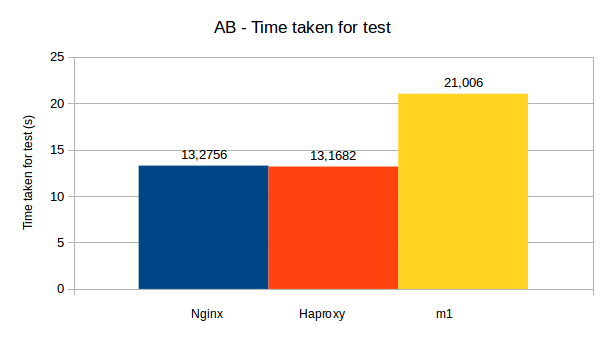 AB - Time taken for test
Time taken for test (s)
25
20
15
10
5
0
13,2756
13,1682
21,006
Nginx
Haproxy
m1